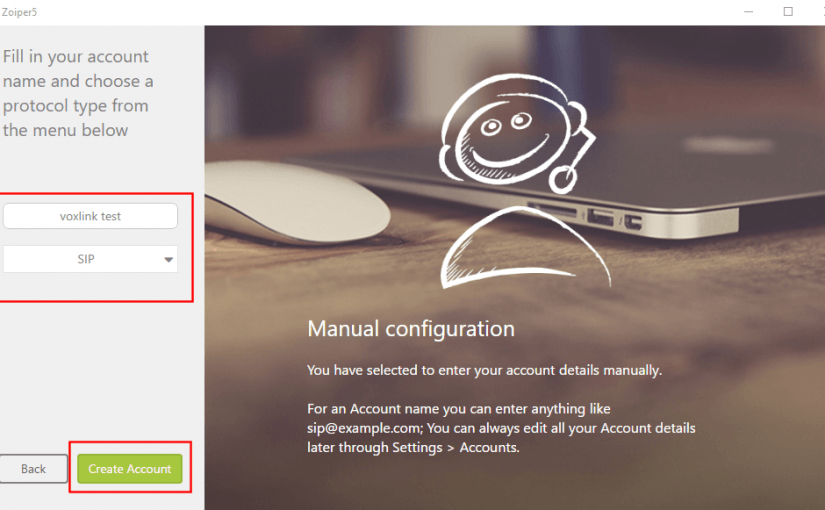 Zoiper5
Fill in your account
name and choose a
protocol type from
the menu below
voxlink test
SIP
Back
Create Account
Manual configuration
You have selected to enter your account details manually.
For an Account name you can enter anything like
sip@example.com; You can always edit all your Account details
later through Settings > Accounts.